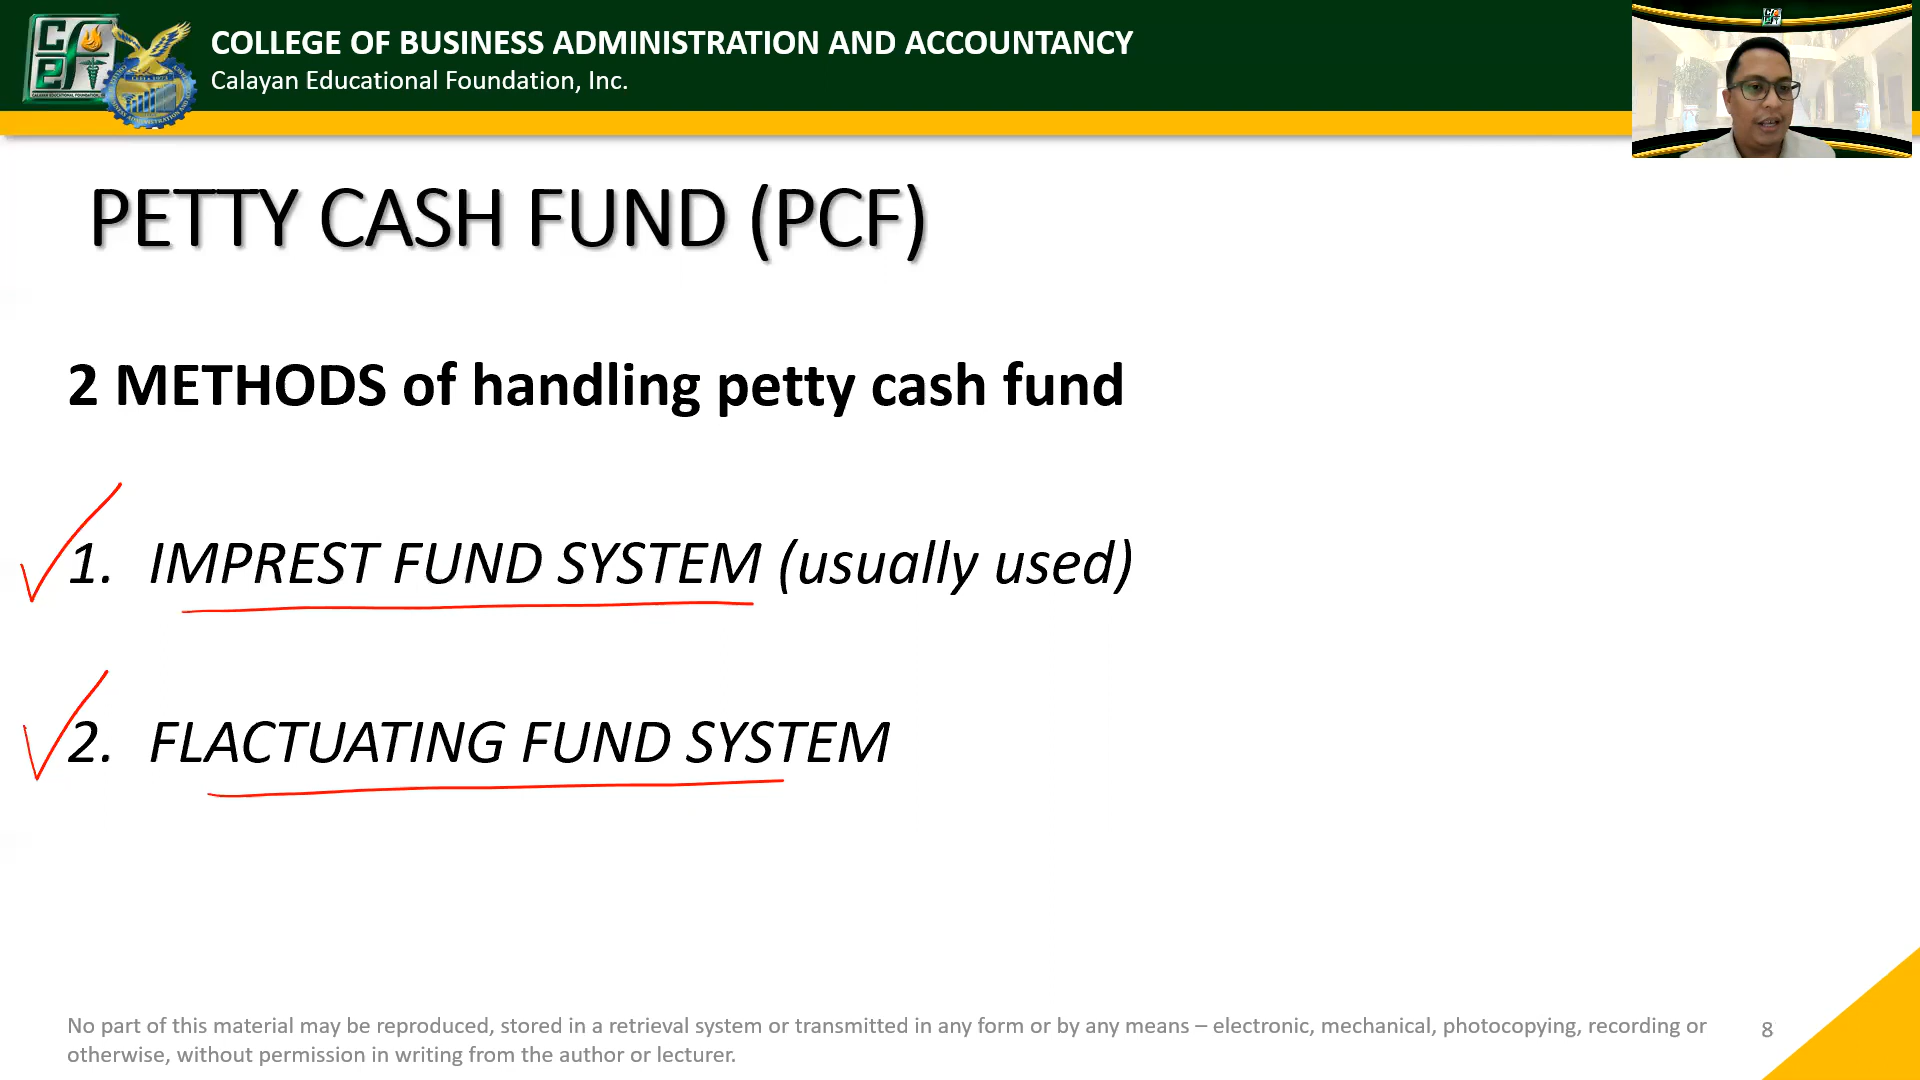 COLLEGE OF BUSINESS ADMINISTRATION AND ACCOUNTANCY
Calayan Educational Foundation, Inc.
PETTY CASH FUND (PCF)
2 METHODS of handling petty cash fund
1. IMPREST FUND SYSTEM (usually used)
2. FLACTUATING FUND SYSTEM
No part of this material may be reproduced, stored in a retrieval system or transmitted in any form or by any means – electronic, mechanical, photocopying, recording or
otherwise, without permission in writing from the author or lecturer.
8